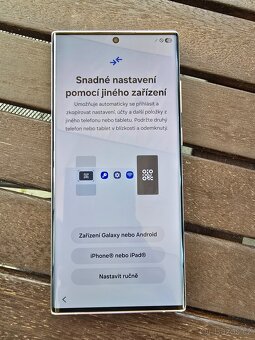 Snadné nastavení
pomocí jiného zařízení
Umožňuje automaticky se přihlásit a
zkopírovat nastavení, účty a další položky z
jiného telefonu nebo tabletu. Podržte druhý
telefon nebo tablet v blízkosti a odemknutý.
Zařízení Galaxy nebo Android
iPhone® nebo iPad®
Nastavit ručně